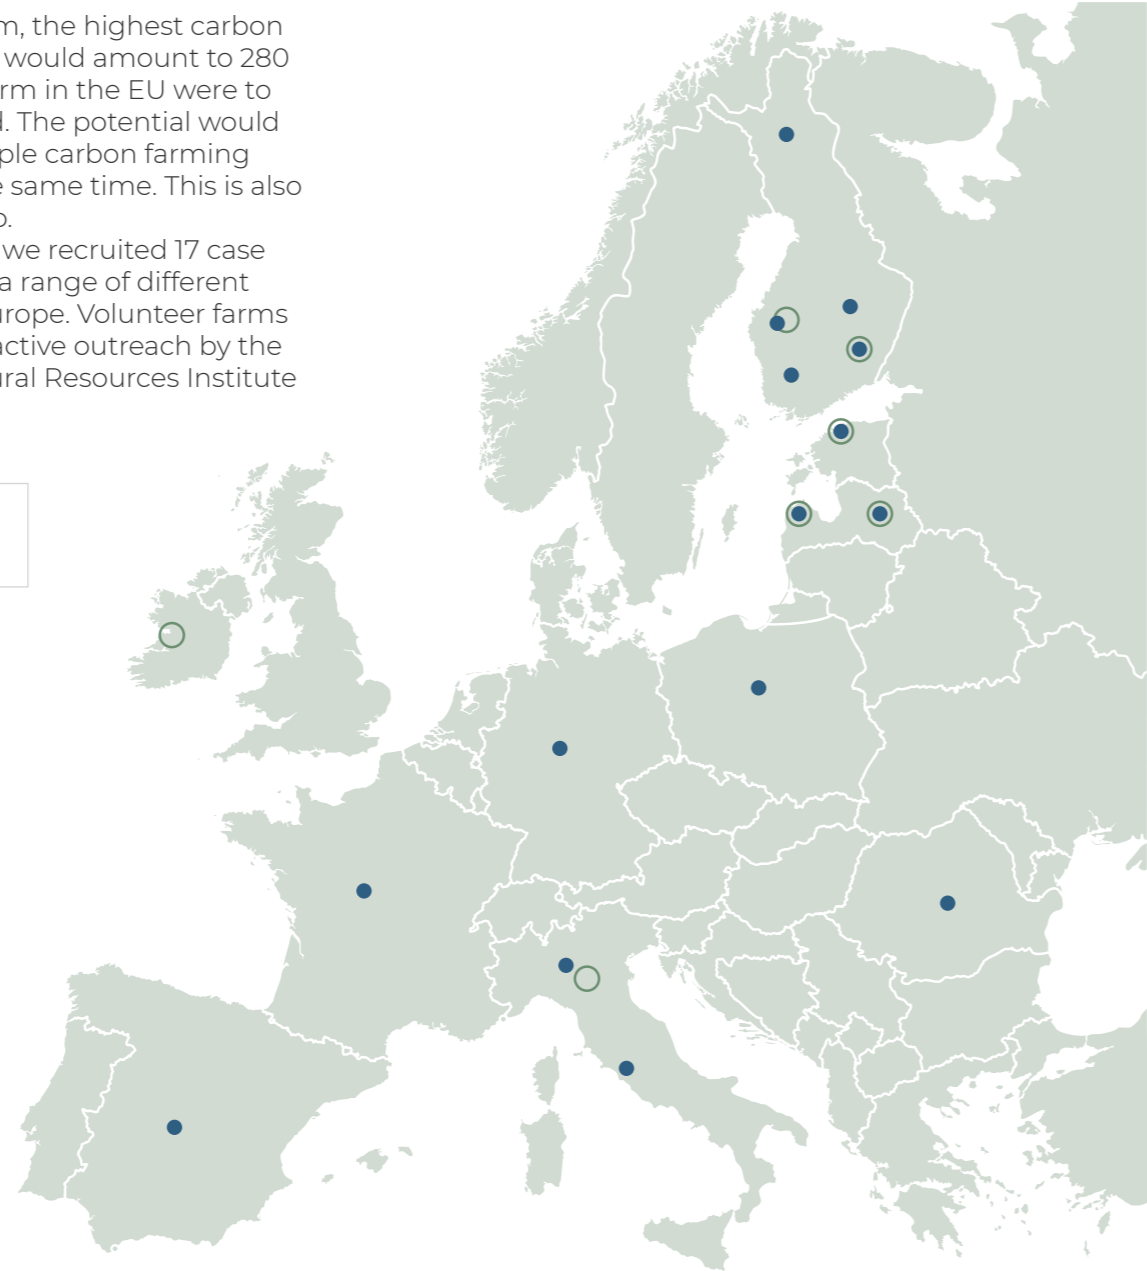 m, the highest carbon
would amount to 280
rm in the EU were to
. The potential would
ple carbon farming
same time. This is also
.
we recruited 17 case
a range of different
urope. Volunteer farms
active outreach by the
ural Resources Institute